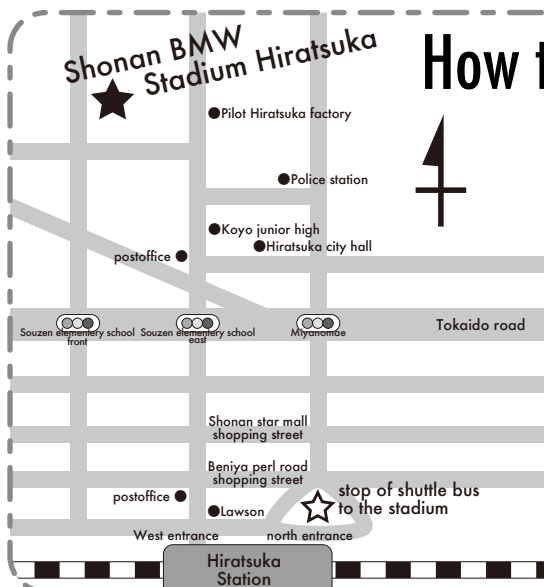 Shonan BMW
Stadium Hiratsuka
How t
Pilot Hiratsuka factory
Police station
Koyo junior high
Hiratsuka city hall
postoffice
Souzen elementery school
front
Souzen elementery school
east
Miyanomae
Tokaido road
Shonan star mall
shopping street
Beniya perl road
shopping street
postoffice
Lawson
stop of shuttle bus
to the stadium
West entrance
north entrance
Hiratsuka
Station